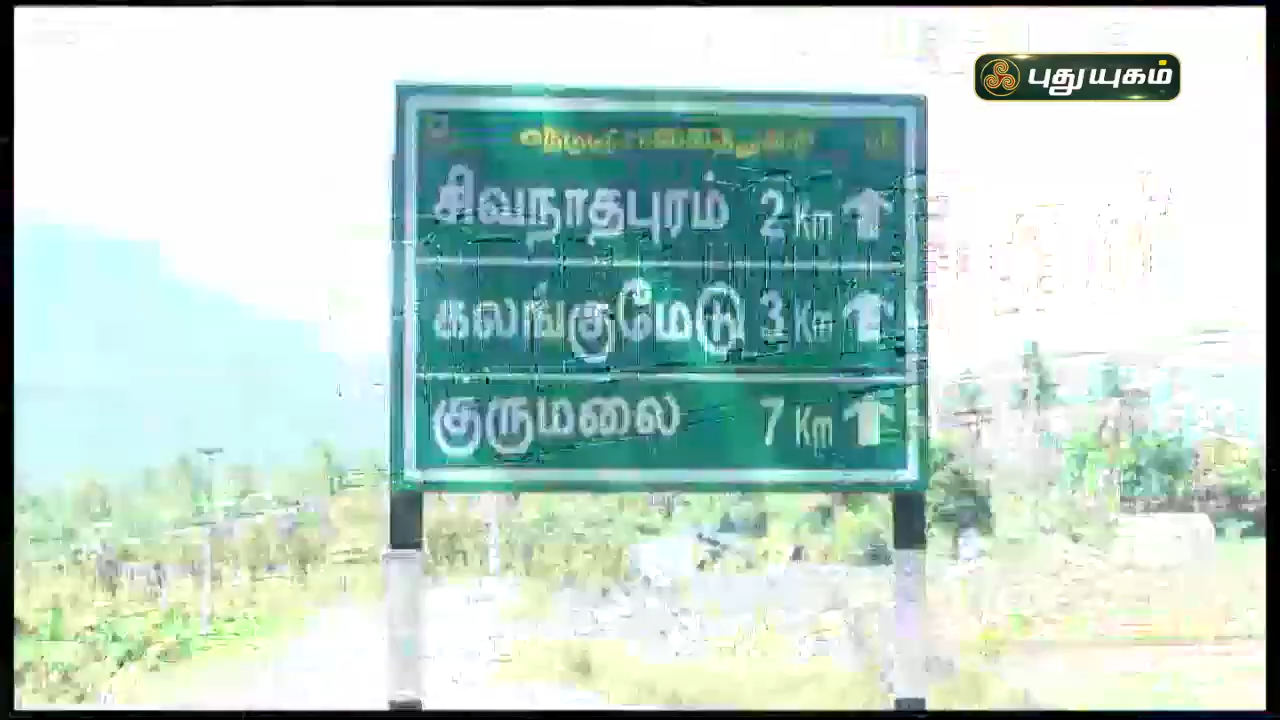 புதுயுகம்
நெடுஞ்சாலைத்துறை
சிவநாதபுரம் 2 Km
கலங்குமேடு 3 Km
குருமலை 7 Km